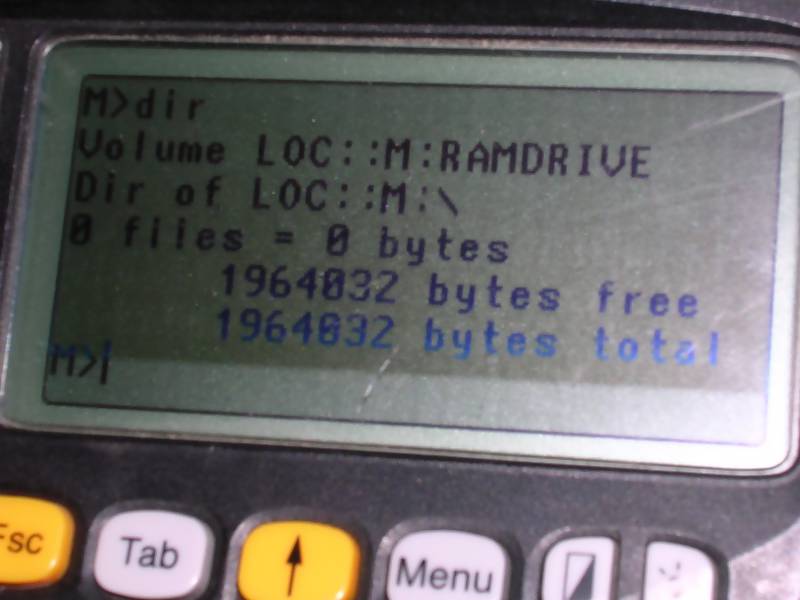 M>dir
Volume LOC::M:RAMDRIVE
Dir of LOC::M:\
0 files = 0 bytes
1964032 bytes free
1964032 bytes total
M>
Esc
Tab
Menu